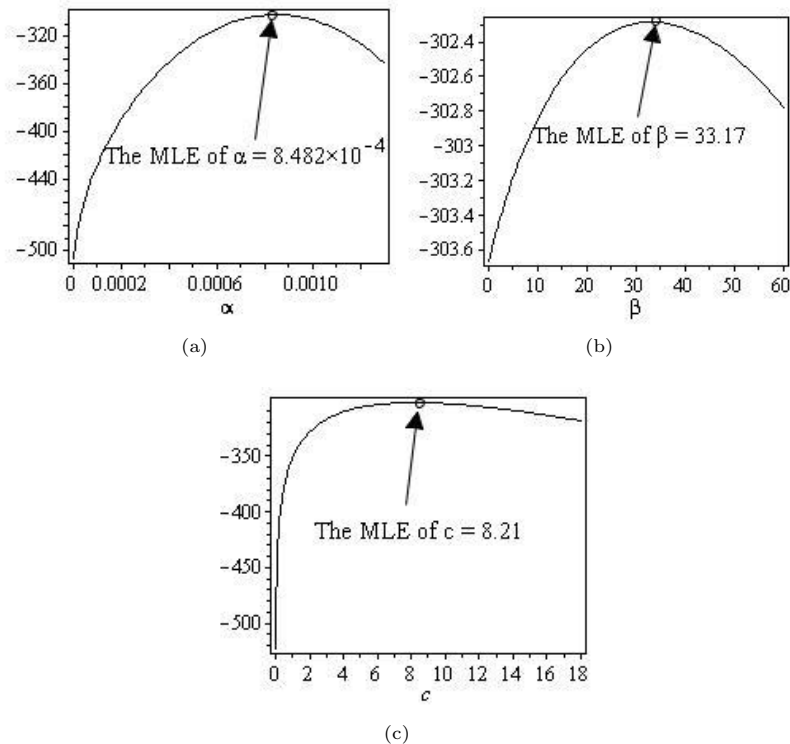 −320
−360
−400
−440
−500
0 0.0002 0.0006 0.0010
α
The MLE of α = 8.482×10⁻⁴
(a)
−302.4
−302.6
−302.8
−303
−303.2
−303.4
−303.6
0 10 20 30 40 50 60
β
The MLE of β = 33.17
(b)
−350
−400
−450
−500
0 2 4 6 8 10 12 14 16 18
c
The MLE of c = 8.21
(c)